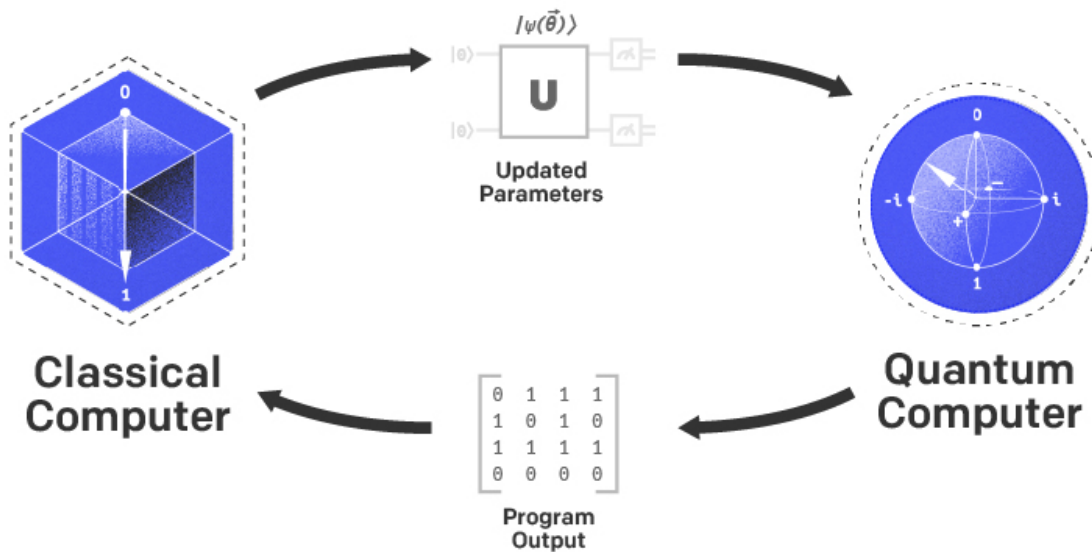 |ψ(θ⃗)⟩
|0⟩
U
|0⟩
Updated
Parameters
0
1
Classical
Computer
0
-i
–
i
+
1
Quantum
Computer
0 1 1 1
1 0 1 0
1 1 1 1
0 0 0 0
Program
Output